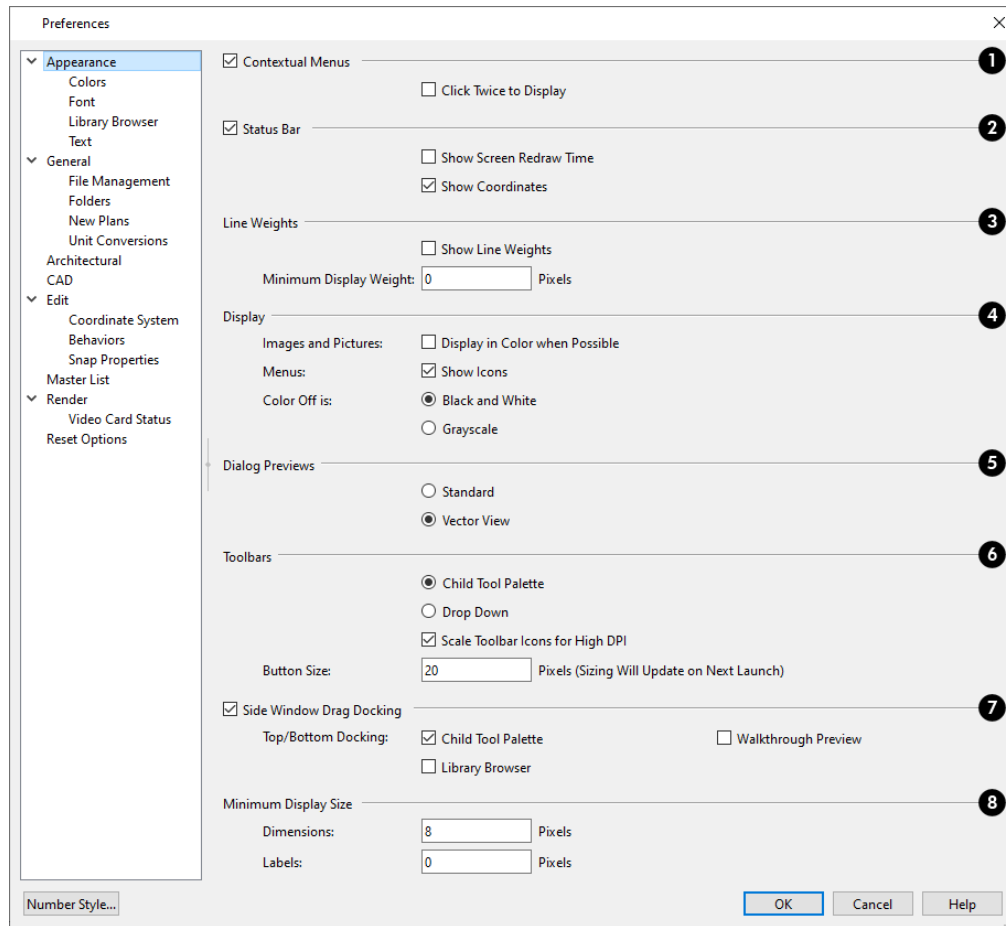 Preferences
Appearance
Colors
Font
Library Browser
Text
General
File Management
Folders
New Plans
Unit Conversions
Architectural
CAD
Edit
Coordinate System
Behaviors
Snap Properties
Master List
Render
Video Card Status
Reset Options
Contextual Menus 1
Click Twice to Display
Status Bar 2
Show Screen Redraw Time
Show Coordinates
Line Weights 3
Show Line Weights
Minimum Display Weight: 0 Pixels
Display 4
Images and Pictures: Display in Color when Possible
Menus: Show Icons
Color Off is: Black and White
Grayscale
Dialog Previews 5
Standard
Vector View
Toolbars 6
Child Tool Palette
Drop Down
Scale Toolbar Icons for High DPI
Button Size: 20 Pixels (Sizing Will Update on Next Launch)
Side Window Drag Docking 7
Top/Bottom Docking: Child Tool Palette Walkthrough Preview
Library Browser
Minimum Display Size 8
Dimensions: 8 Pixels
Labels: 0 Pixels
Number Style... OK Cancel Help